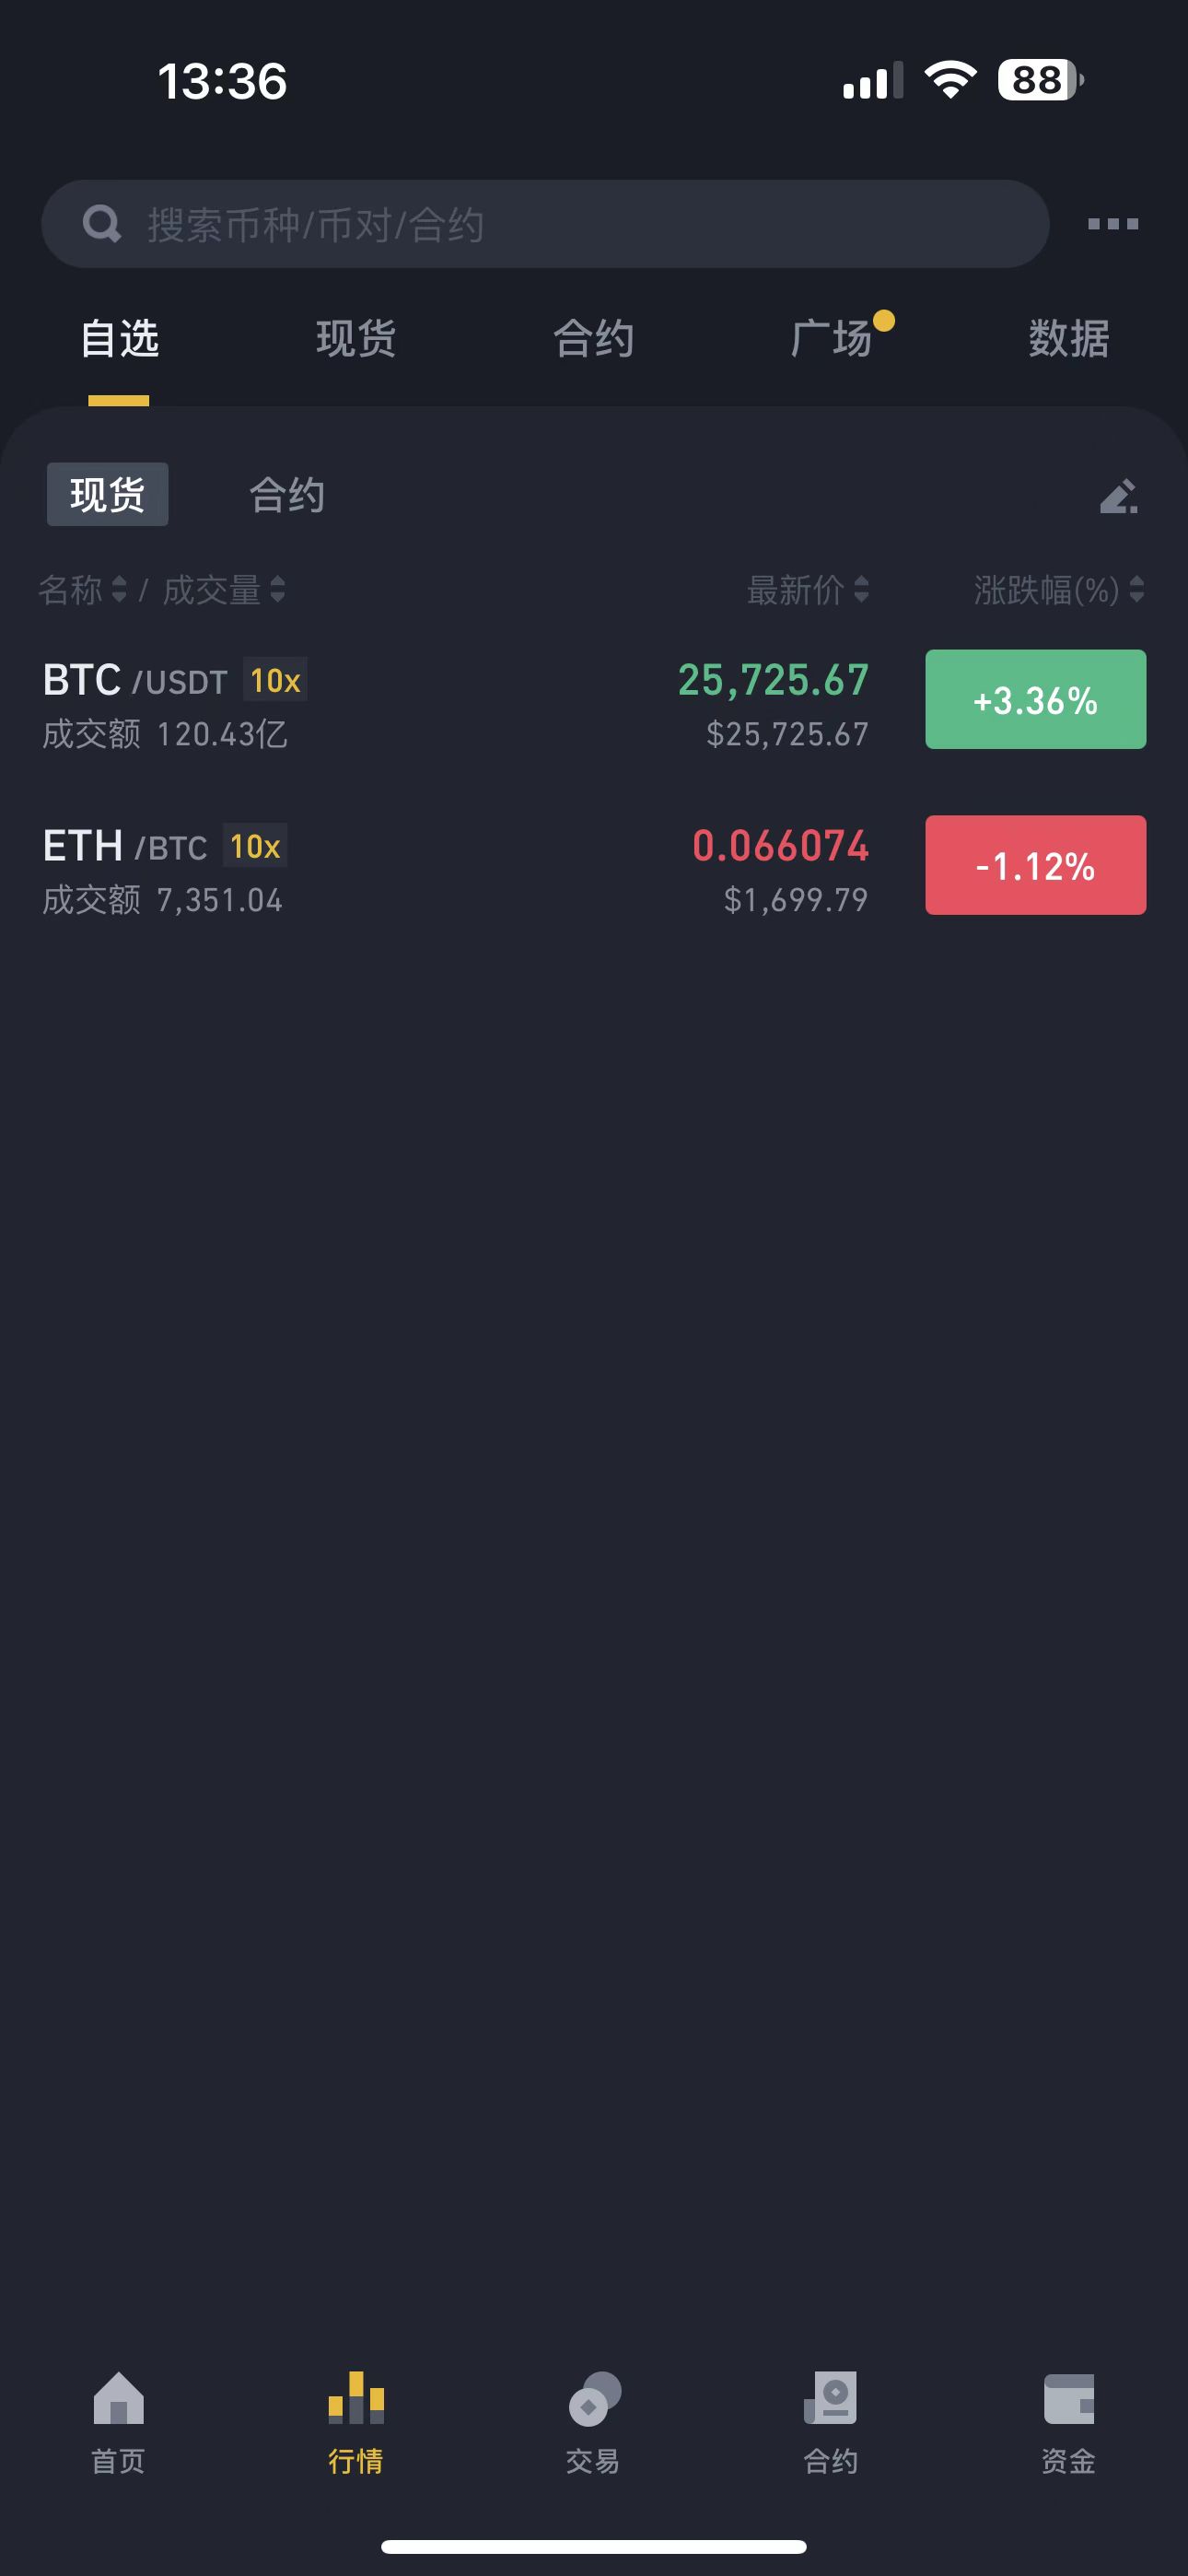 13:36 88
搜索币种/币对/合约
自选 现货 合约 广场 数据
现货 合约
名称 / 成交量 最新价 涨跌幅(%)
BTC /USDT 10x 25,725.67 +3.36%
成交额 120.43亿 $25,725.67
ETH /BTC 10x 0.066074 -1.12%
成交额 7,351.04 $1,699.79
首页 行情 交易 合约 资金